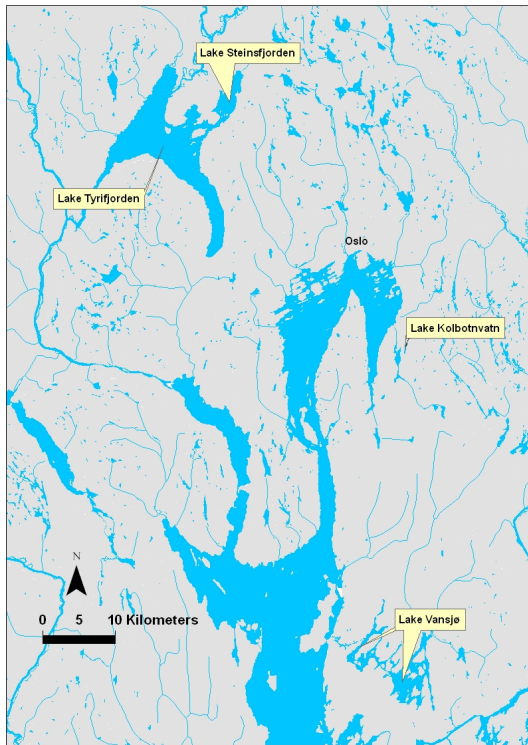 Lake Steinsfjorden
Lake Tyrifjorden
Oslo
Lake Kolbotnvatn
N
0 5 10 Kilometers
Lake Vansjø